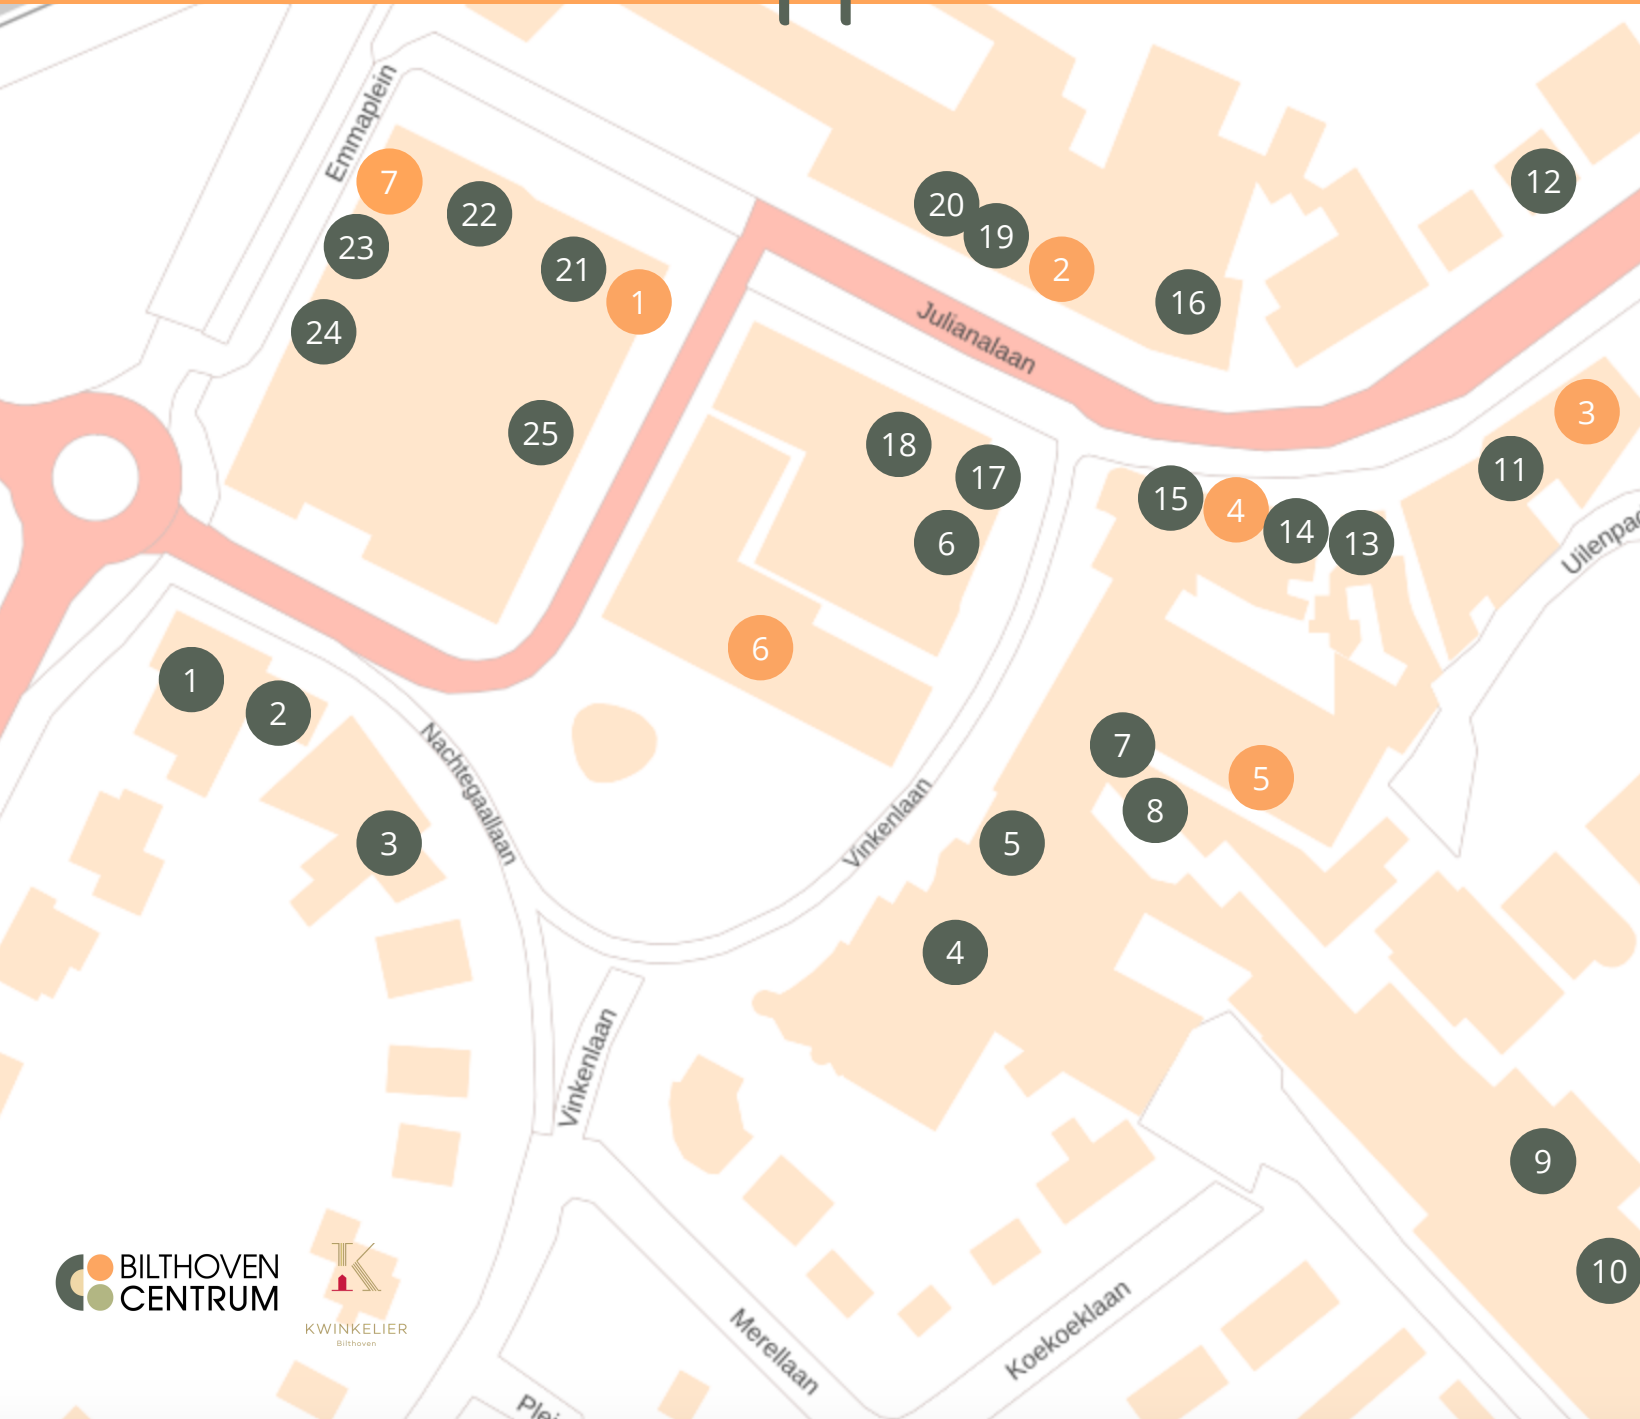 Emmaplein
7
22
12
20
23
19
21
2
1
16
24
Julianalaan
3
25
18
11
17
15
4
14
13
6
Uilenpad
6
1
2
7
Nachtegaallaan
5
8
Vinkenlaan
3
5
4
Vinkenlaan
9
10
BILTHOVEN
CENTRUM
K
KWINKELIER
Bilthoven
Merellaan
Koekoeklaan